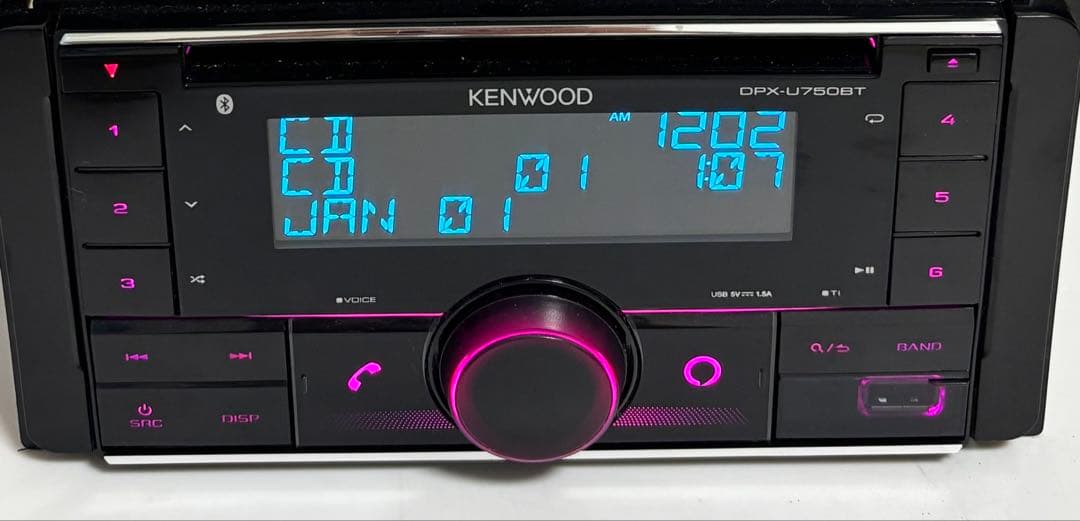 KENWOOD
DPX-U750BT
CD AM 1202
CD 01 1:07
JAN 01
1
2
3
4
5
6
VOICE
USB 5V 1.5A
TI
SRC
DISP
Q/
BAND